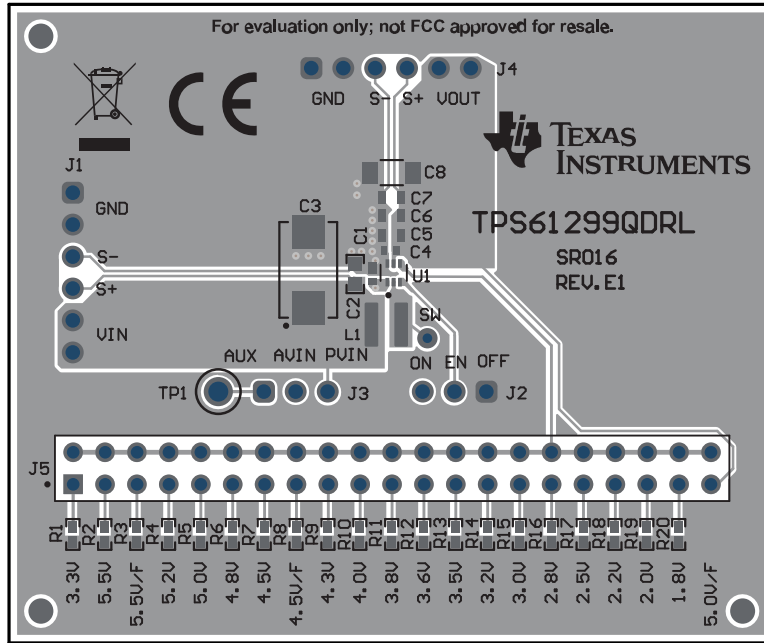 For evaluation only; not FCC approved for resale.
J4
GND S- S+ VOUT
CE
TEXAS
INSTRUMENTS
J1
GND
C8
C7
C6
C5
C4
C3
C1
TPS61299QDRL
SR016
REV.E1
S-
S+
U1
C2
L1
SW
VIN
AUX AVIN PVIN
ON EN OFF
TP1
J3
J2
J5
R1 R2 R3 R4 R5 R6 R7 R8 R9 R10 R11 R12 R13 R14 R15 R16 R17 R18 R19 R20
3.3V 5.5V 5.5V/F 5.2V 5.0V 4.8V 4.5V 4.5V/F 4.3V 4.0V 3.8V 3.6V 3.5V 3.2V 3.0V 2.8V 2.5V 2.2V 2.0V 1.8V 5.0V/F